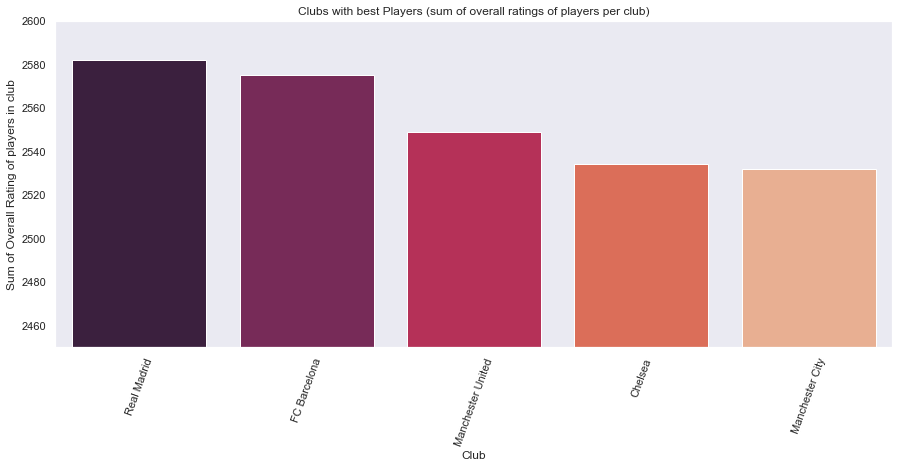 Clubs with best Players (sum of overall ratings of players per club)
Sum of Overall Rating of players in club
2600
2580
2560
2540
2520
2500
2480
2460
Real Madrid
FC Barcelona
Manchester United
Chelsea
Manchester City
Club